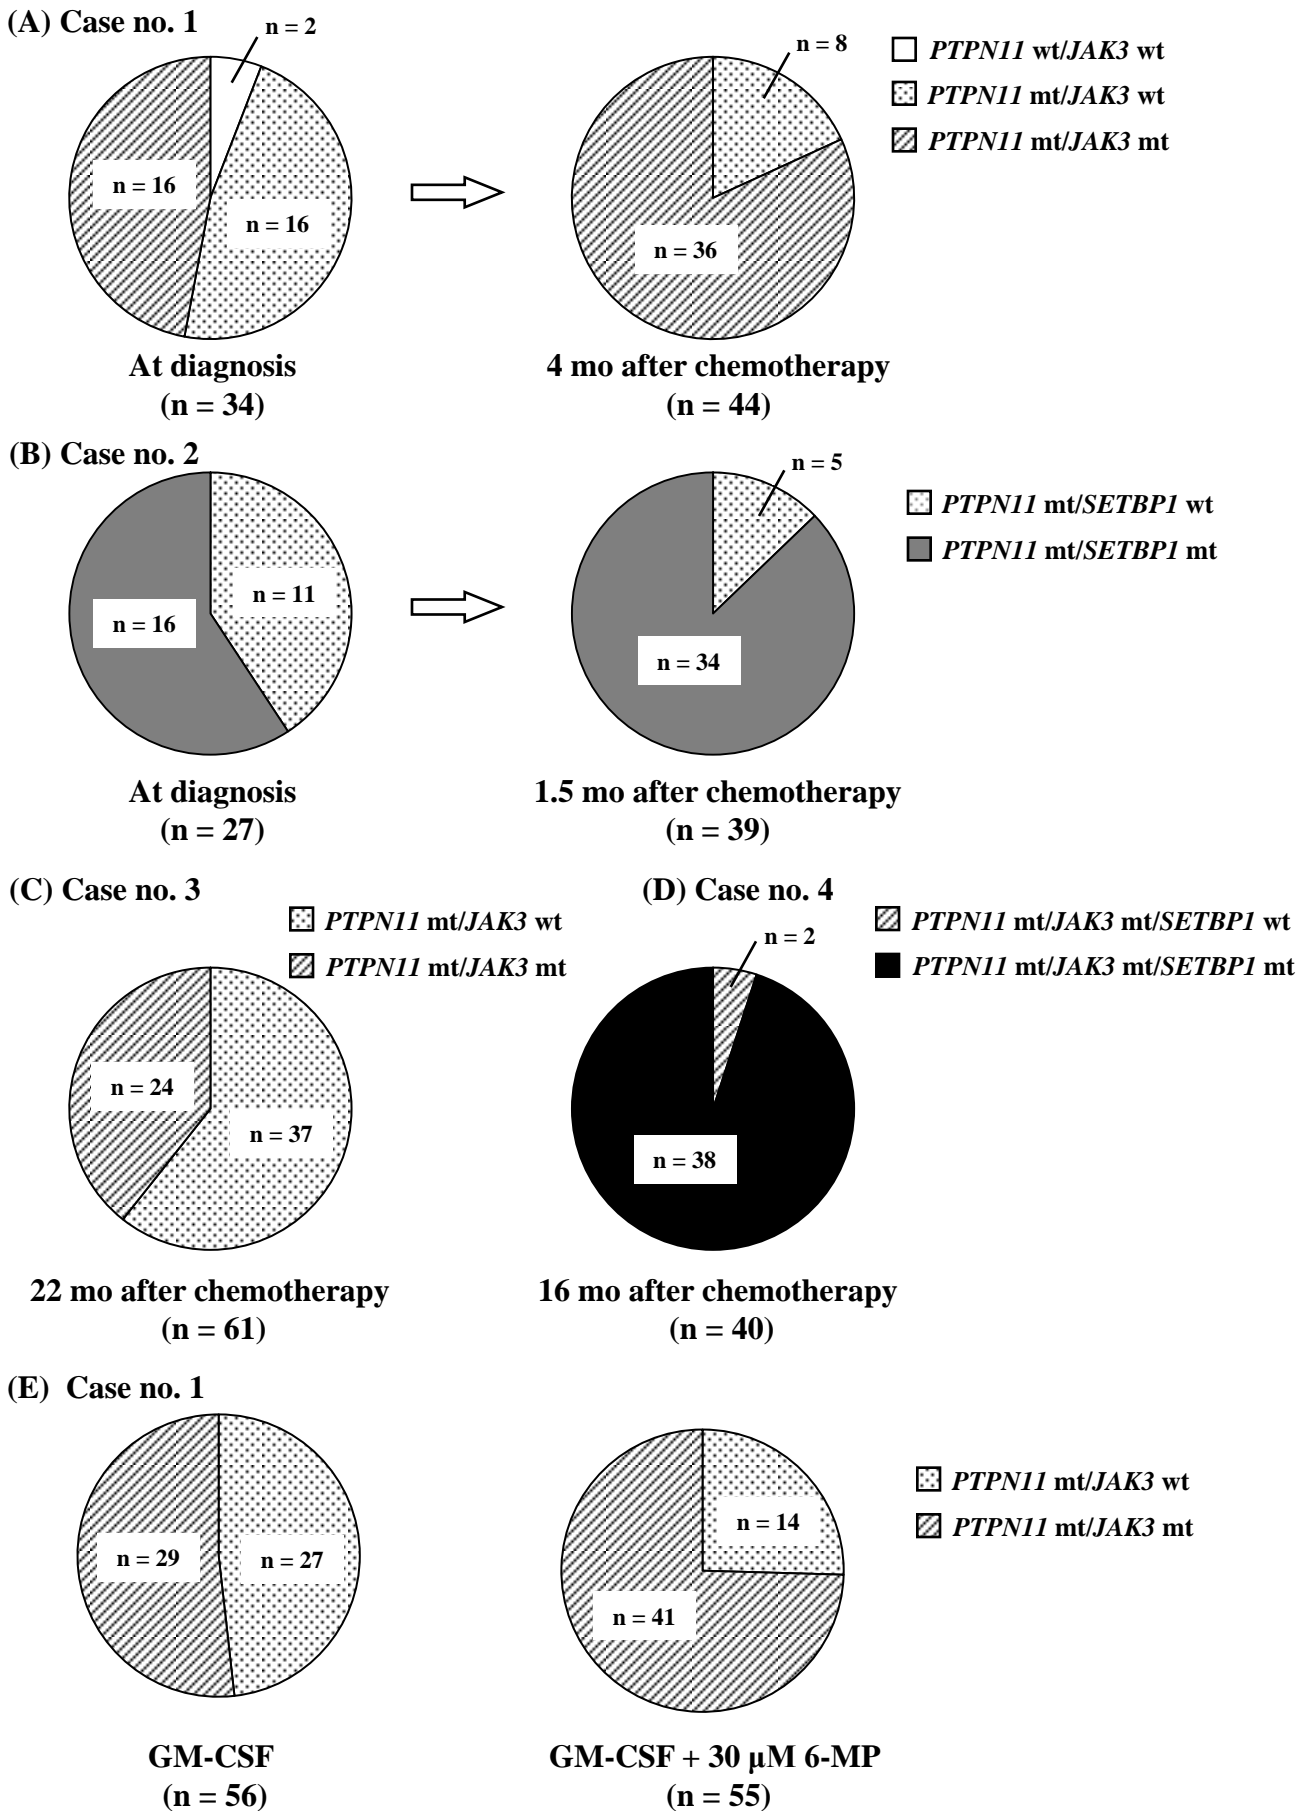 (A) Case no. 1
n = 2
n = 16
n = 16
At diagnosis
(n = 34)
n = 8
n = 36
4 mo after chemotherapy
(n = 44)
PTPN11 wt/JAK3 wt
PTPN11 mt/JAK3 wt
PTPN11 mt/JAK3 mt
(B) Case no. 2
n = 16
n = 11
At diagnosis
(n = 27)
n = 5
n = 34
1.5 mo after chemotherapy
(n = 39)
PTPN11 mt/SETBP1 wt
PTPN11 mt/SETBP1 mt
(C) Case no. 3
PTPN11 mt/JAK3 wt
PTPN11 mt/JAK3 mt
n = 24
n = 37
22 mo after chemotherapy
(n = 61)
(D) Case no. 4
n = 2
PTPN11 mt/JAK3 mt/SETBP1 wt
PTPN11 mt/JAK3 mt/SETBP1 mt
n = 38
16 mo after chemotherapy
(n = 40)
(E) Case no. 1
n = 29
n = 27
GM-CSF
(n = 56)
n = 14
n = 41
GM-CSF + 30 µM 6-MP
(n = 55)
PTPN11 mt/JAK3 wt
PTPN11 mt/JAK3 mt